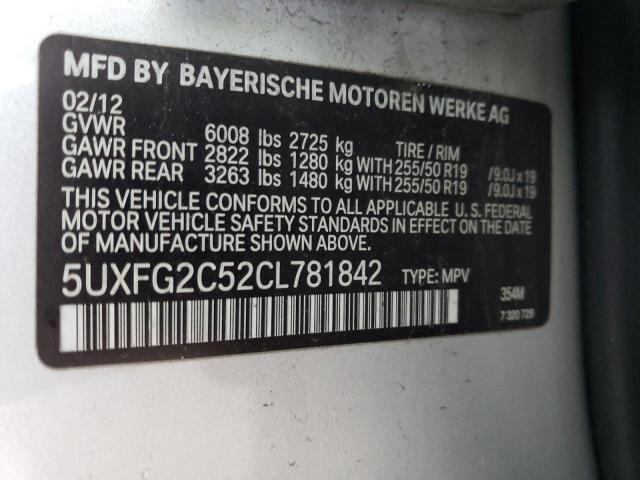 MFD BY BAYERISCHE MOTOREN WERKE AG
02/12
GVWR 6008 lbs 2725 kg TIRE / RIM
GAWR FRONT 2822 lbs 1280 kg WITH 255/50 R19 /9.0J x 19
GAWR REAR 3263 lbs 1480 kg WITH 255/50 R19 /9.0J x 19
THIS VEHICLE CONFORMS TO ALL APPLICABLE U. S. FEDERAL
MOTOR VEHICLE SAFETY STANDARDS IN EFFECT ON THE DATE
OF MANUFACTURE SHOWN ABOVE.
5UXFG2C52CL781842 TYPE: MPV
354M
7 320 729